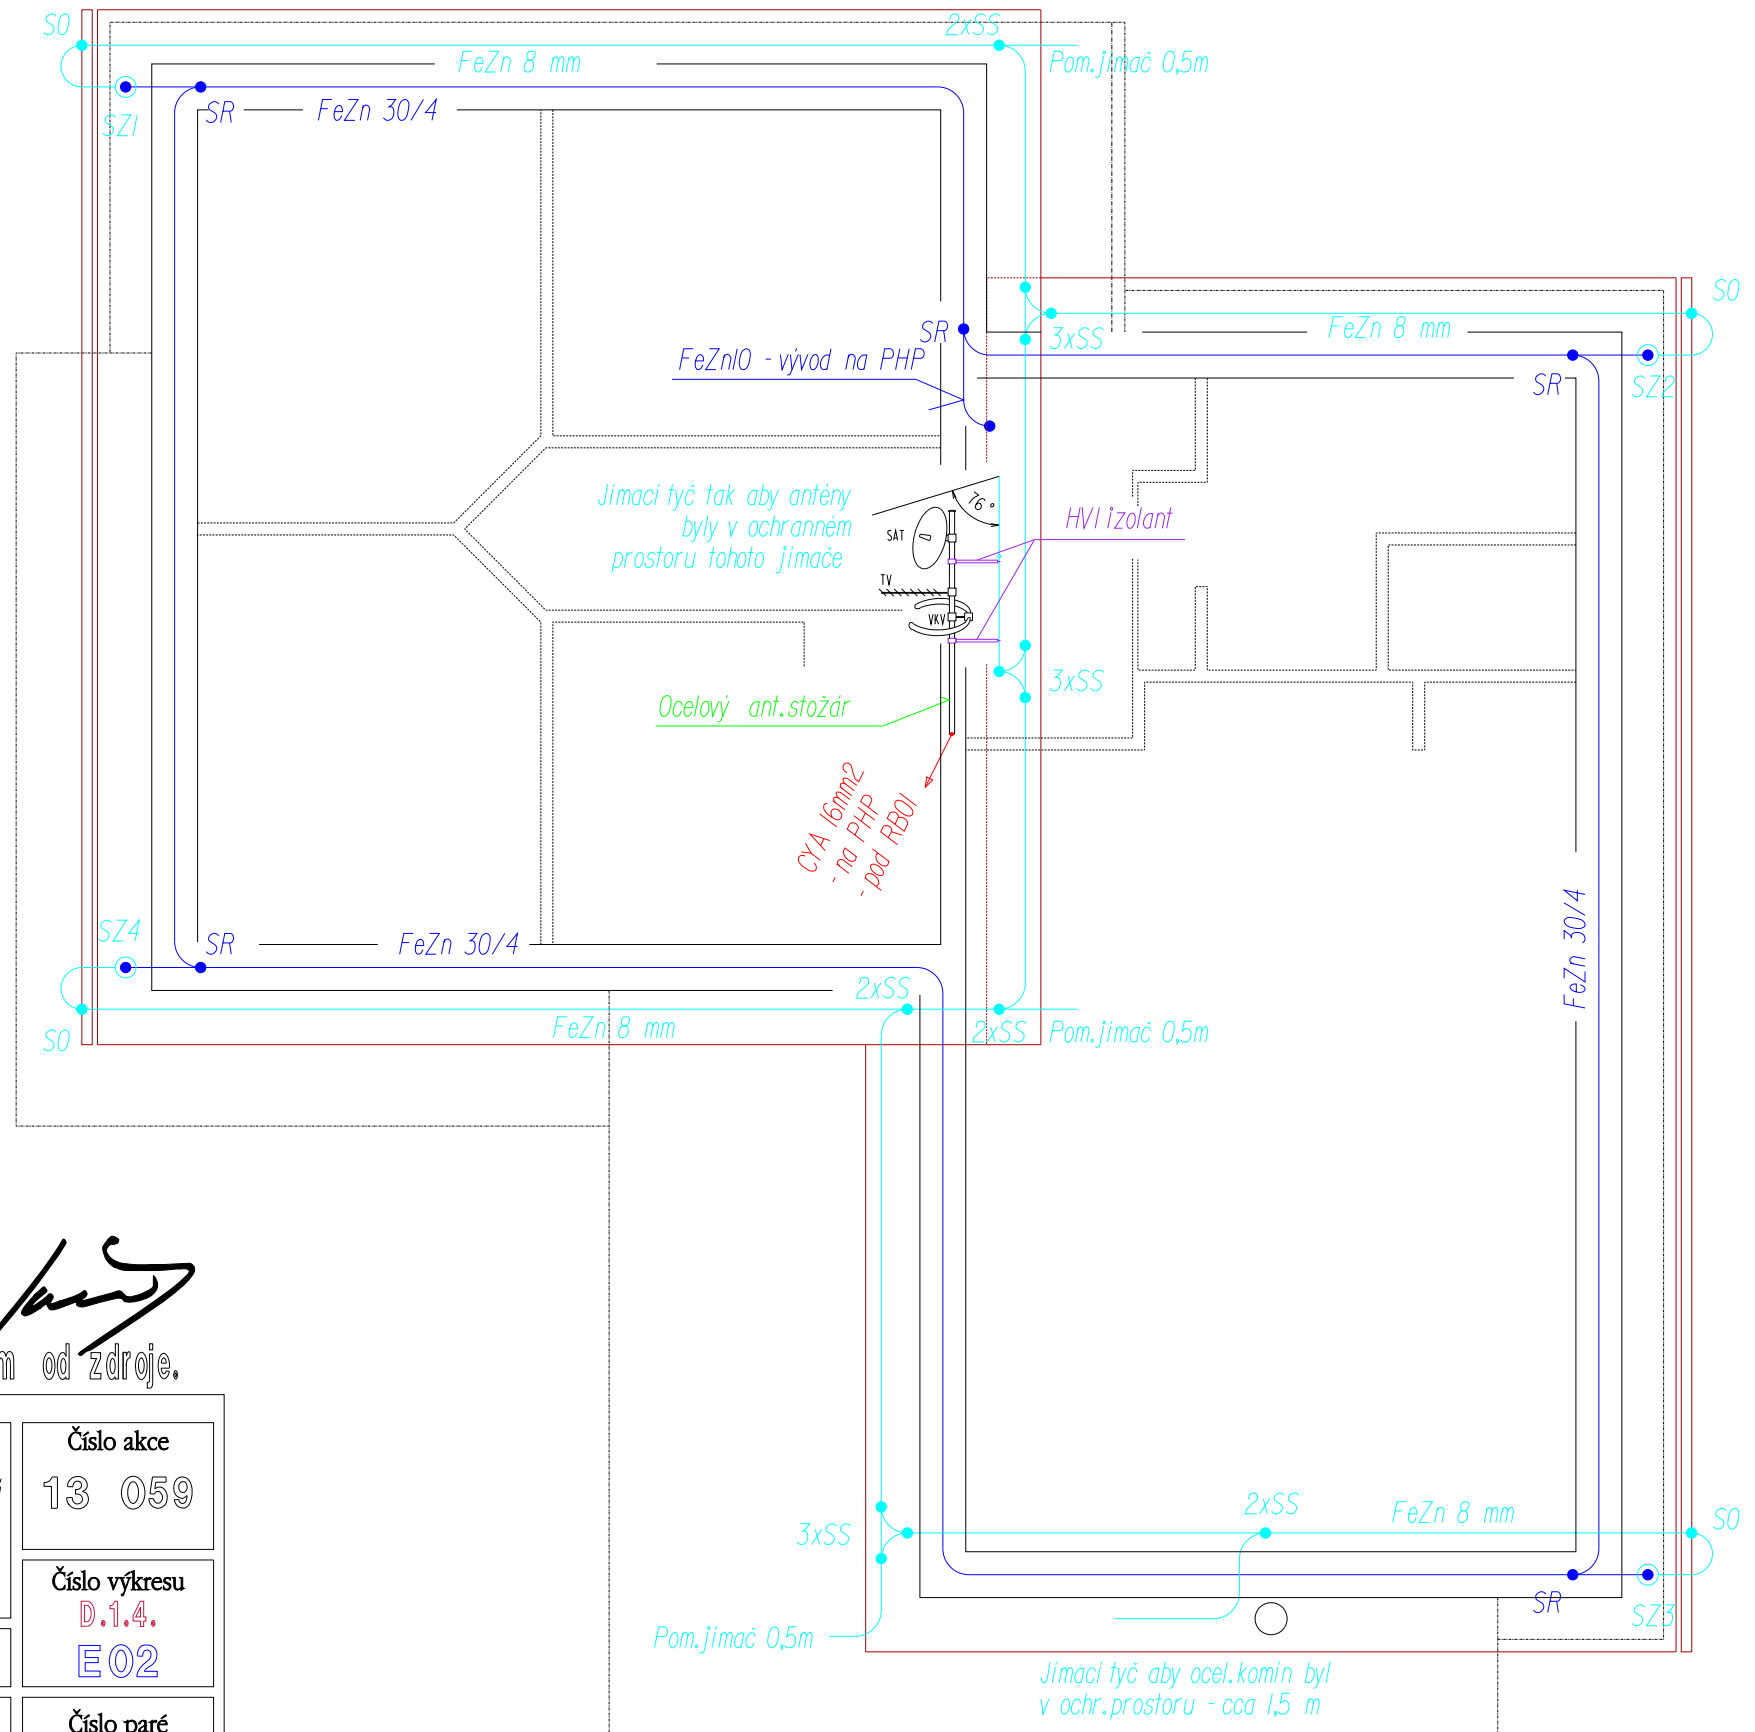 SO
2xSS
FeZn 8 mm
Pom.jímač 0,5m
SZ1
SR
FeZn 30/4
SO
SR
3xSS
FeZn 8 mm
FeZn10 - vývod na PHP
SR
SZ2
Jímací tyč tak aby antény
byly v ochranném
prostoru tohoto jímače
76°
SAT
HVI izolant
TV
VKV
3xSS
Ocelový ant.stožár
CYA 16mm2
- na PHP
- pod RB01
SZ4
SR
FeZn 30/4
FeZn 30/4
2xSS
SO
FeZn 8 mm
2xSS
Pom.jímač 0,5m
od zdroje.
Číslo akce
13 059
3xSS
2xSS
FeZn 8 mm
SO
Číslo výkresu
D.1.4.
E02
SR
SZ3
Pom.jímač 0,5m
Jímací tyč aby ocel.komín byl
v ochr.prostoru - cca 1,5 m
Číslo paré